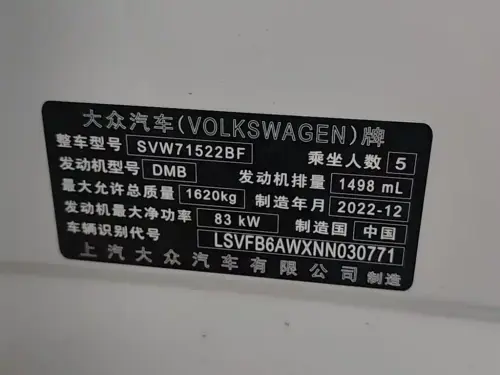 大众汽车(VOLKSWAGEN)牌
整车型号 SVW71522BF 乘坐人数 5
发动机型号 DMB 发动机排量 1498 mL
最大允许总质量 1620kg 制造年月 2022-12
发动机最大净功率 83 kW 制造国 中国
车辆识别代号 LSVFB6AWXNN030771
上汽大众汽车有限公司 制造